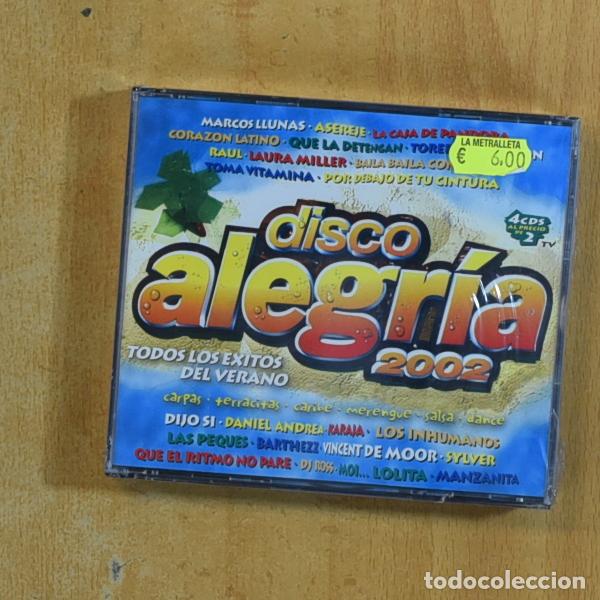 MARCOS LLUNAS · ASEREJE · LA CAJA DE PANDORA
CORAZON LATINO · QUE LA DETENGAN ·
RAUL · LAURA MILLER · BAILA BAILA
TOMA VITAMINA · POR DEBAJO DE TU CINTURA
LA METRALLETA
€ 6.00
disco
alegría
2002
4 CDS
AL PRECIO
DE 2
TV
TODOS LOS EXITOS
DEL VERANO
carpas · terracitas · caribe · merengue · salsa · dance
DIJO SI · DANIEL ANDREA · KARAJA · LOS INHUMANOS
LAS PEQUES · BARTHEZZ · VINCENT DE MOOR · SYLVER
QUE EL RITMO NO PARE · DJ ROSS · MOI... LOLITA · MANZANITA
todocoleccion